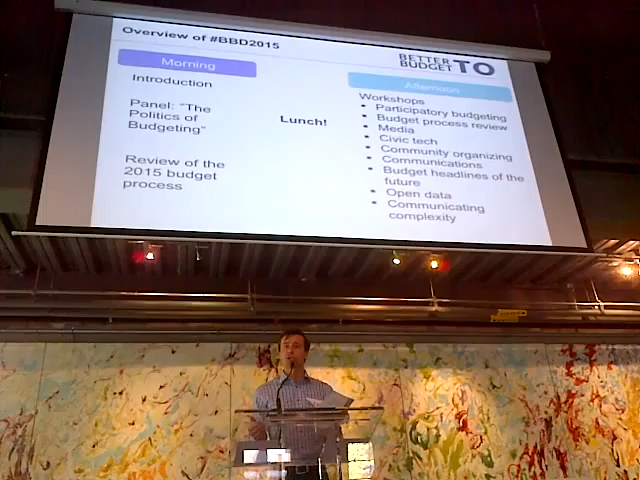 Overview of #BBD2015
BETTER
BUDGET TO
Morning
Introduction
Panel: "The
Politics of
Budgeting"
Review of the
2015 budget
process
Lunch!
Afternoon
Workshops
• Participatory budgeting
• Budget process review
• Media
• Civic tech
• Community organizing
• Communications
• Budget headlines of the
future
• Open data
• Communicating
complexity